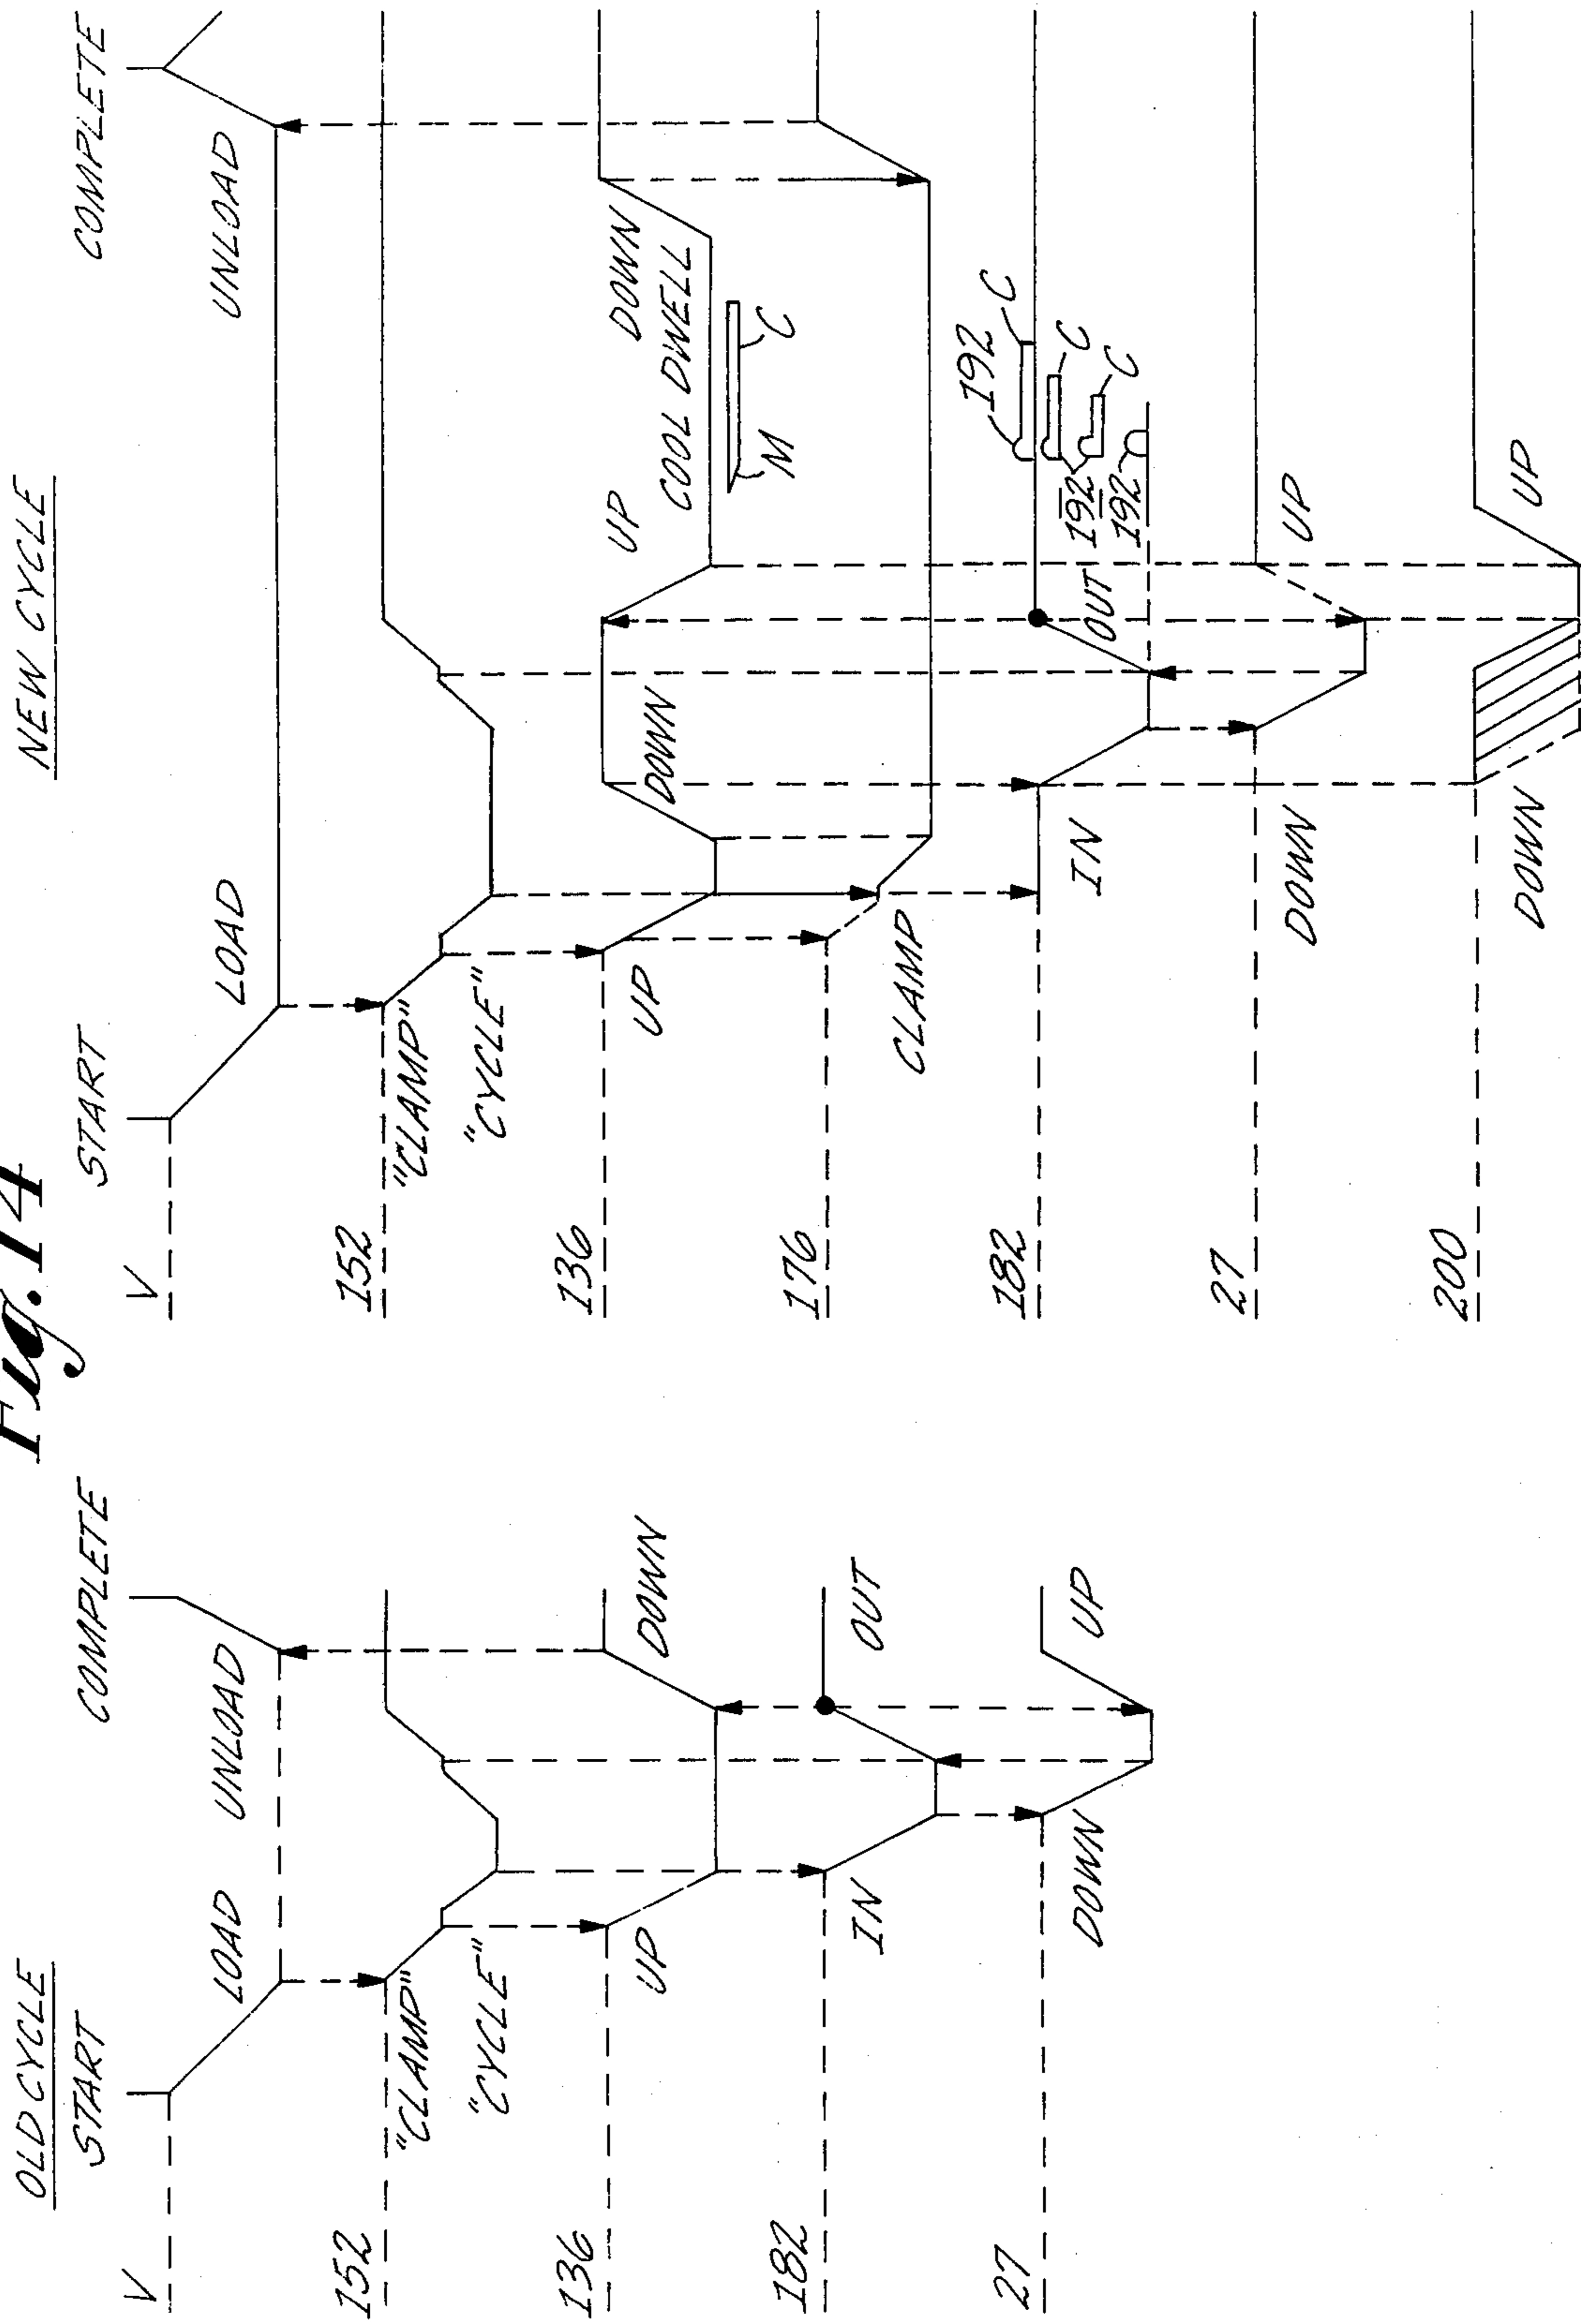 Fig. 14
OLD CYCLE
START
COMPLETE
V
LOAD
UNLOAD
152
"CLAMP"
"CYCLE"
136
UP
DOWN
182
IN
OUT
27
DOWN
UP
NEW CYCLE
START
COMPLETE
V
LOAD
UNLOAD
152
"CLAMP"
"CYCLE"
136
UP
DOWN
UP
DOWN
COOL DWELL
M
C
176
CLAMP
182
IN
OUT
192
C
192
C
192
C
27
DOWN
UP
200
DOWN
UP